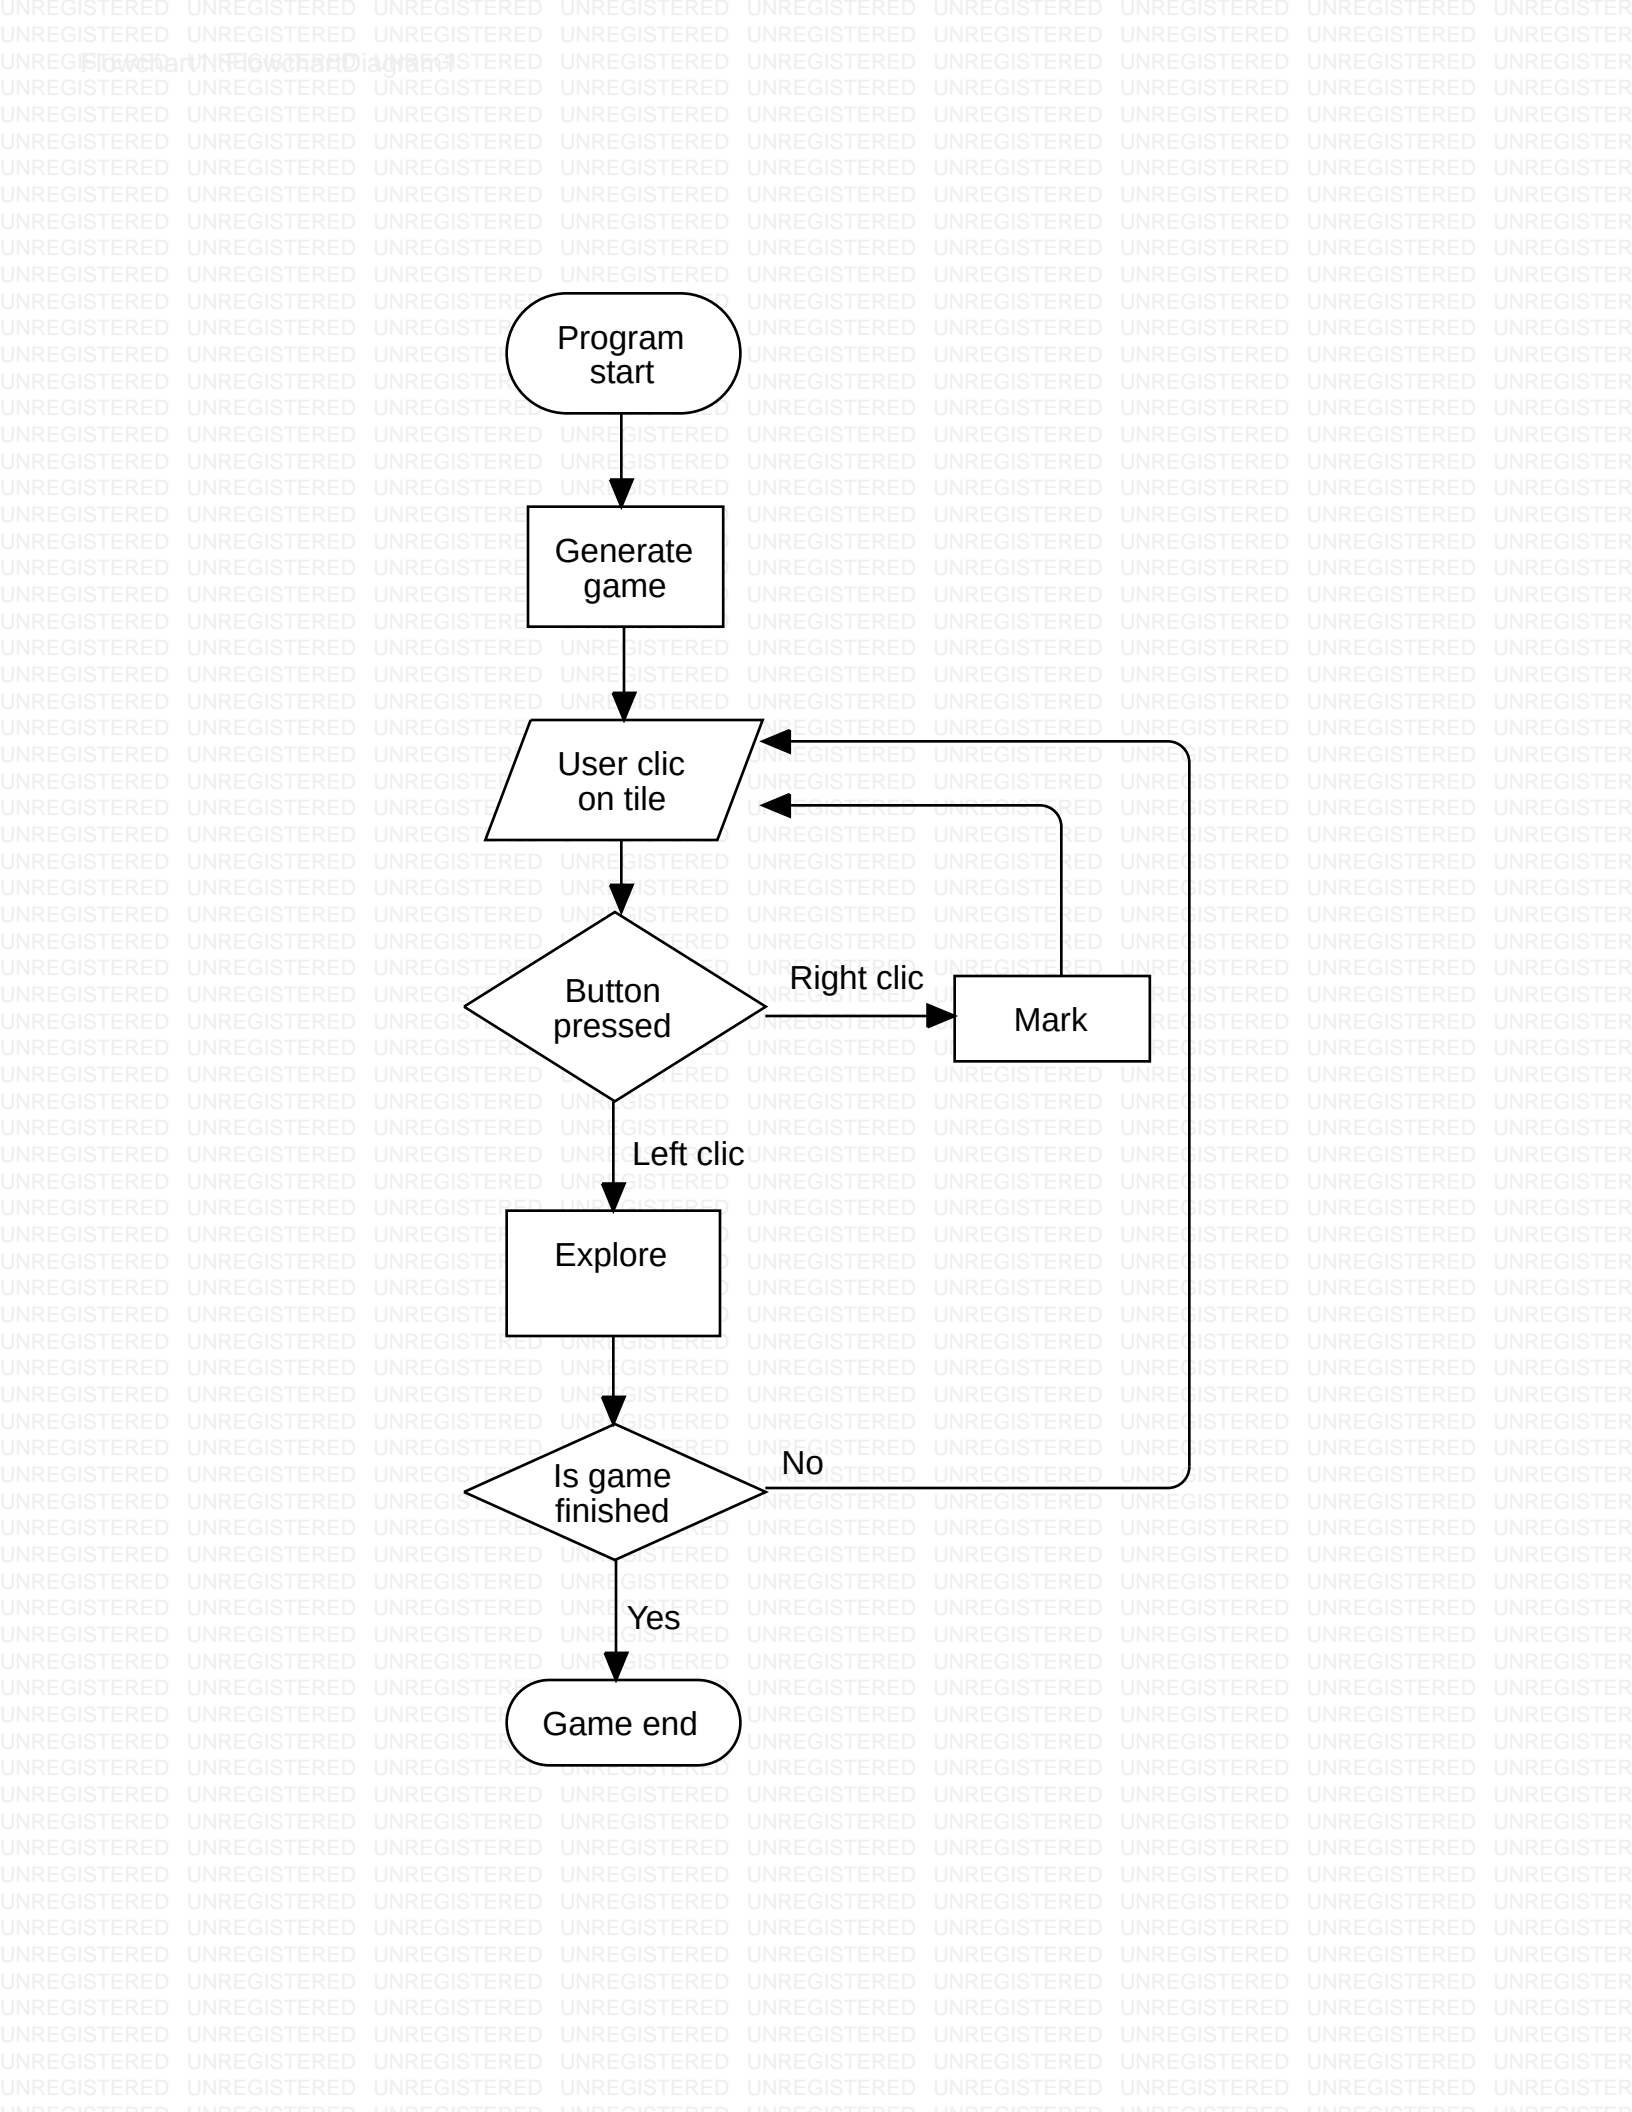 Program
start
Generate
game
User clic
on tile
Button
pressed
Right clic
Mark
Left clic
Explore
Is game
finished
No
Yes
Game end